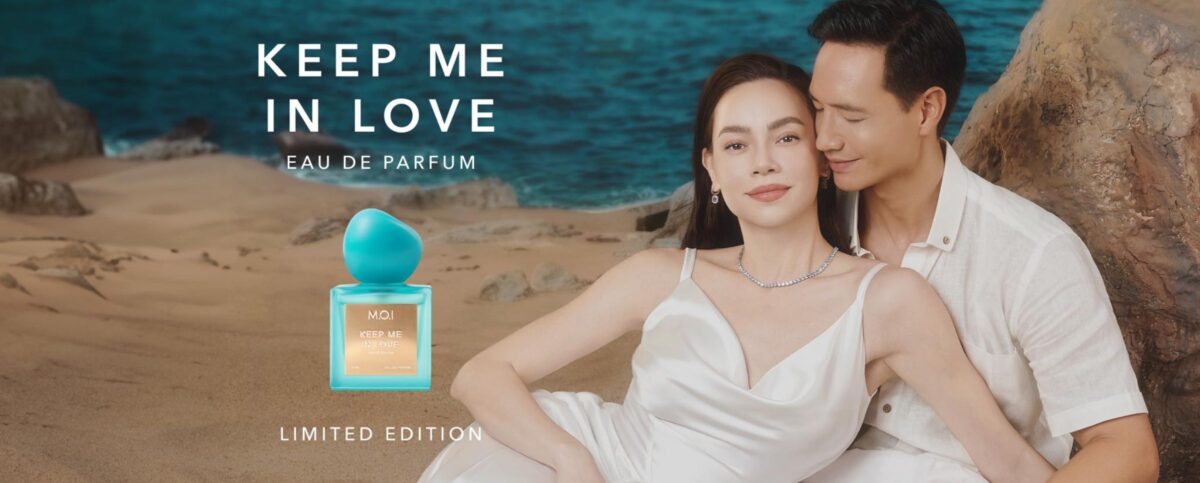 KEEP ME
IN LOVE
EAU DE PARFUM
M.O.I
KEEP ME
LIMITED EDITION